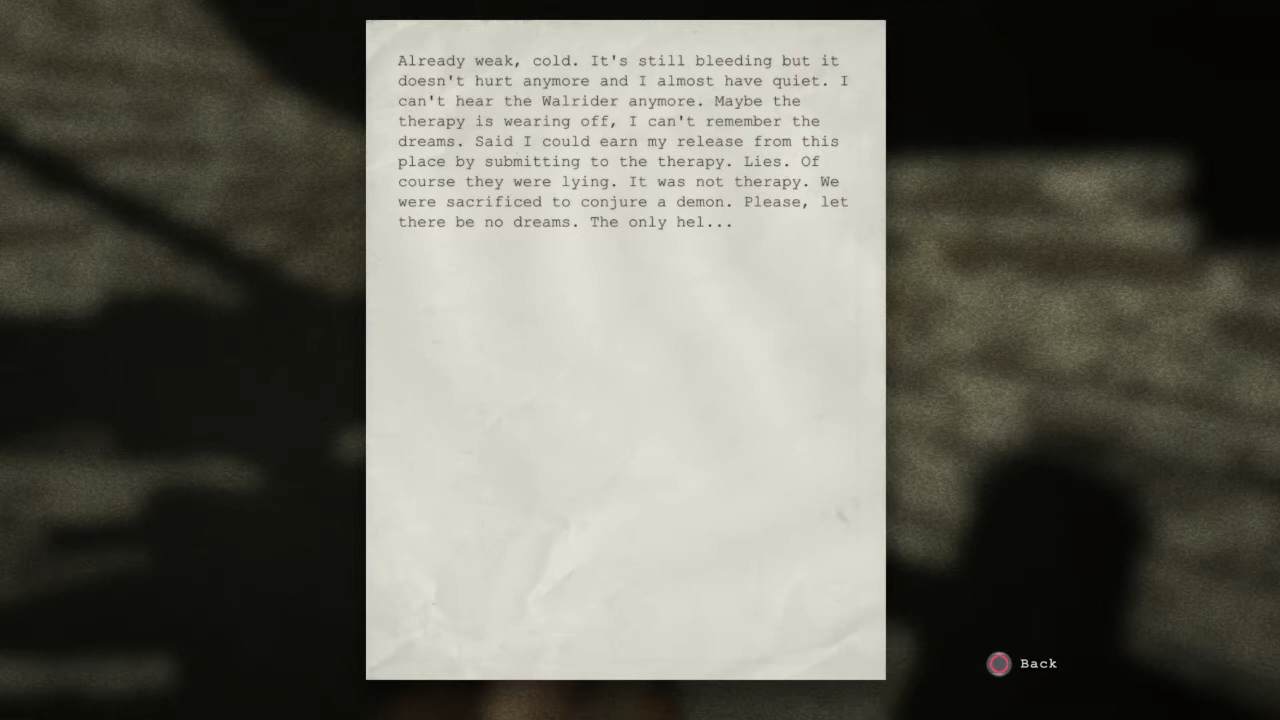 Already weak, cold. It's still bleeding but it
doesn't hurt anymore and I almost have quiet. I
can't hear the Walrider anymore. Maybe the
therapy is wearing off, I can't remember the
dreams. Said I could earn my release from this
place by submitting to the therapy. Lies. Of
course they were lying. It was not therapy. We
were sacrificed to conjure a demon. Please, let
there be no dreams. The only hel...
Back